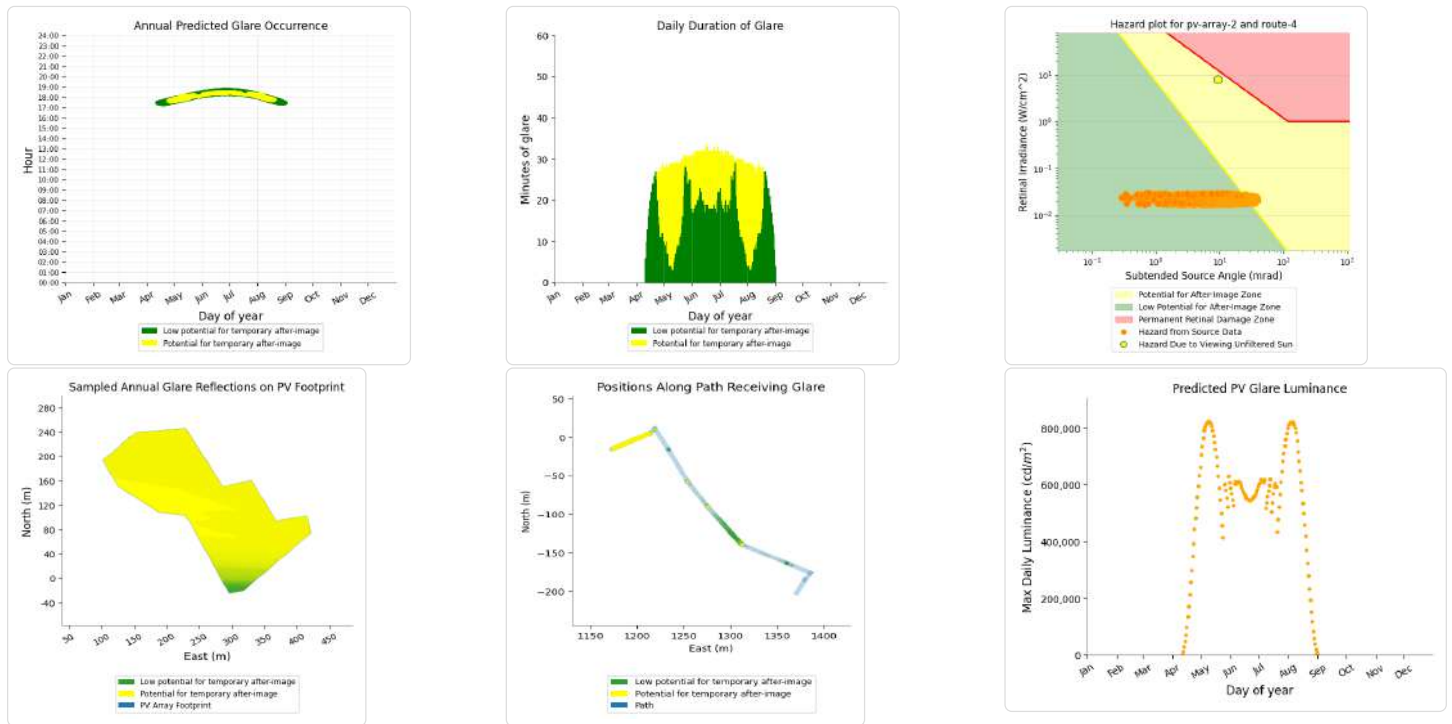 Annual Predicted Glare Occurrence
24:00
23:00
22:00
21:00
20:00
19:00
18:00
17:00
16:00
15:00
14:00
13:00
12:00
11:00
10:00
09:00
08:00
07:00
06:00
05:00
04:00
03:00
02:00
01:00
00:00
Hour
Jan Feb Mar Apr May Jun Jul Aug Sep Oct Nov Dec
Day of year
Low potential for temporary after-image
Potential for temporary after-image
Daily Duration of Glare
60
50
40
30
20
10
0
Minutes of glare
Jan Feb Mar Apr May Jun Jul Aug Sep Oct Nov Dec
Day of year
Low potential for temporary after-image
Potential for temporary after-image
Hazard plot for pv-array-2 and route-4
10¹
10⁰
10⁻¹
10⁻²
Retinal Irradiance (W/cm^2)
10⁻¹ 10⁰ 10¹ 10² 10³
Subtended Source Angle (mrad)
Potential for After-Image Zone
Low Potential for After-Image Zone
Permanent Retinal Damage Zone
Hazard from Source Data
Hazard Due to Viewing Unfiltered Sun
Sampled Annual Glare Reflections on PV Footprint
280
240
200
160
120
80
40
0
-40
North (m)
50 100 150 200 250 300 350 400 450
East (m)
Low potential for temporary after-image
Potential for temporary after-image
PV Array Footprint
Positions Along Path Receiving Glare
50
0
−50
−100
−150
−200
North (m)
1150 1200 1250 1300 1350 1400
East (m)
Low potential for temporary after-image
Potential for temporary after-image
Path
Predicted PV Glare Luminance
800,000
600,000
400,000
200,000
0
Max Daily Luminance (cd/m²)
Jan Feb Mar Apr May Jun Jul Aug Sep Oct Nov Dec
Day of year